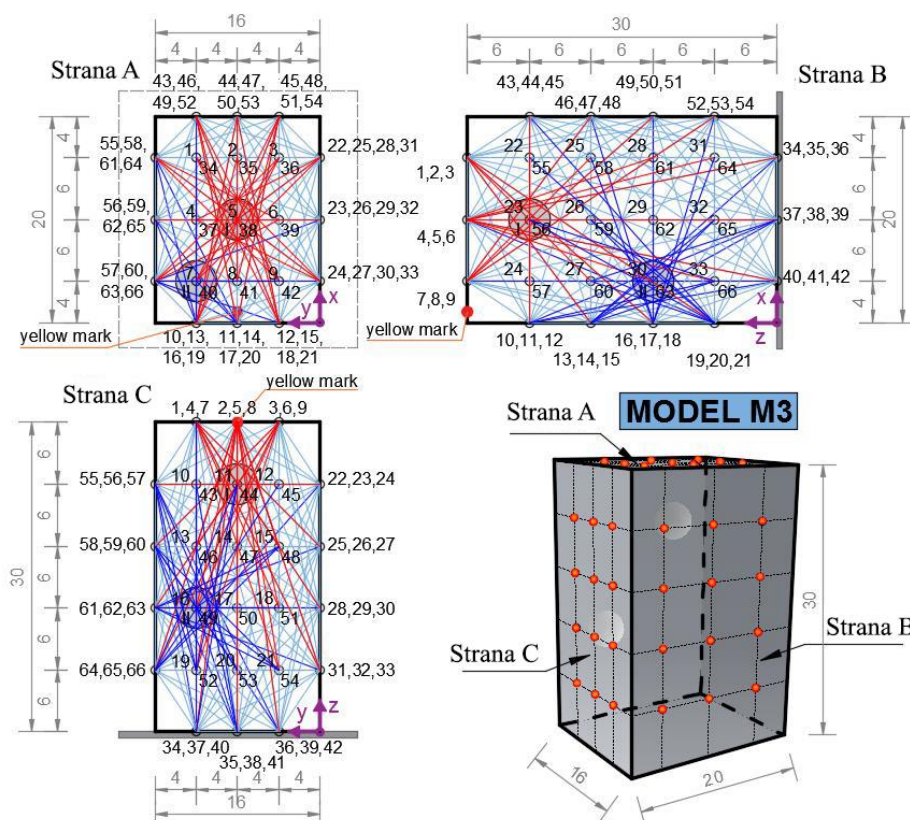 16
4 4 4 4
Strana A
43,46, 44,47, 45,48,
49,52 50,53 51,54
55,58,
61,64
56,59,
62,65
57,60,
63,66
22,25,28,31
23,26,29,32
24,27,30,33
4
6
6
4
20
1 2 3
34 35 36
4 5 6
37 I 38 39
7 8 9
II 40 41 42
x
y
yellow mark
10,13, 11,14, 12,15,
16,19 17,20 18,21
30
6 6 6 6 6
Strana B
43,44,45 49,50,51
46,47,48 52,53,54
1,2,3
4,5,6
7,8,9
34,35,36
37,38,39
40,41,42
4
6
6
4
20
22 25 28 31
55 58 61 64
23 26 29 32
I 56 59 62 65
24 27 30 33
57 60 II 63 66
x
z
yellow mark
10,11,12 16,17,18
13,14,15 19,20,21
Strana C
yellow mark
1,4,7 2,5,8 3,6,9
55,56,57
58,59,60
61,62,63
64,65,66
22,23,24
25,26,27
28,29,30
31,32,33
6
6
6
6
6
30
10 11 12
43 I 44 45
13 14 15
46 47 48
16 17 18
II 49 50 51
19 20 21
52 53 54
y
z
34,37,40 36,39,42
35,38,41
4 4 4 4
16
Strana A
MODEL M3
Strana C
Strana B
30
16
20